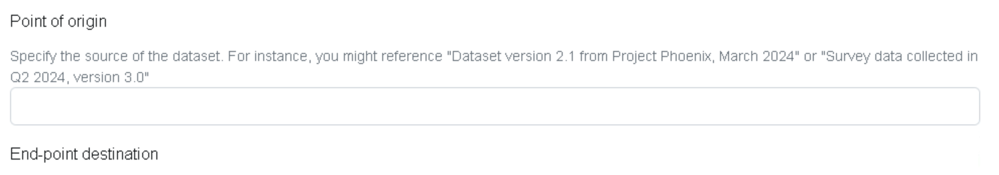 Point of origin
Specify the source of the dataset. For instance, you might reference "Dataset version 2.1 from Project Phoenix, March 2024" or "Survey data collected in
Q2 2024, version 3.0"
End-point destination